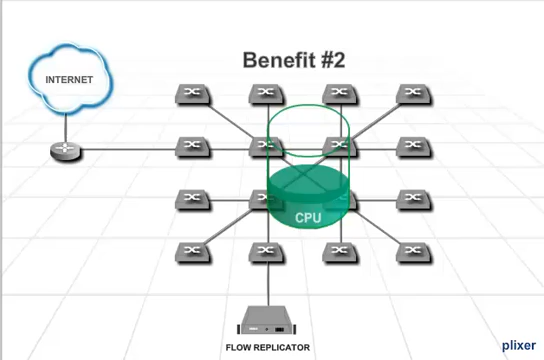 Benefit #2
INTERNET
CPU
FLOW REPLICATOR
plixer